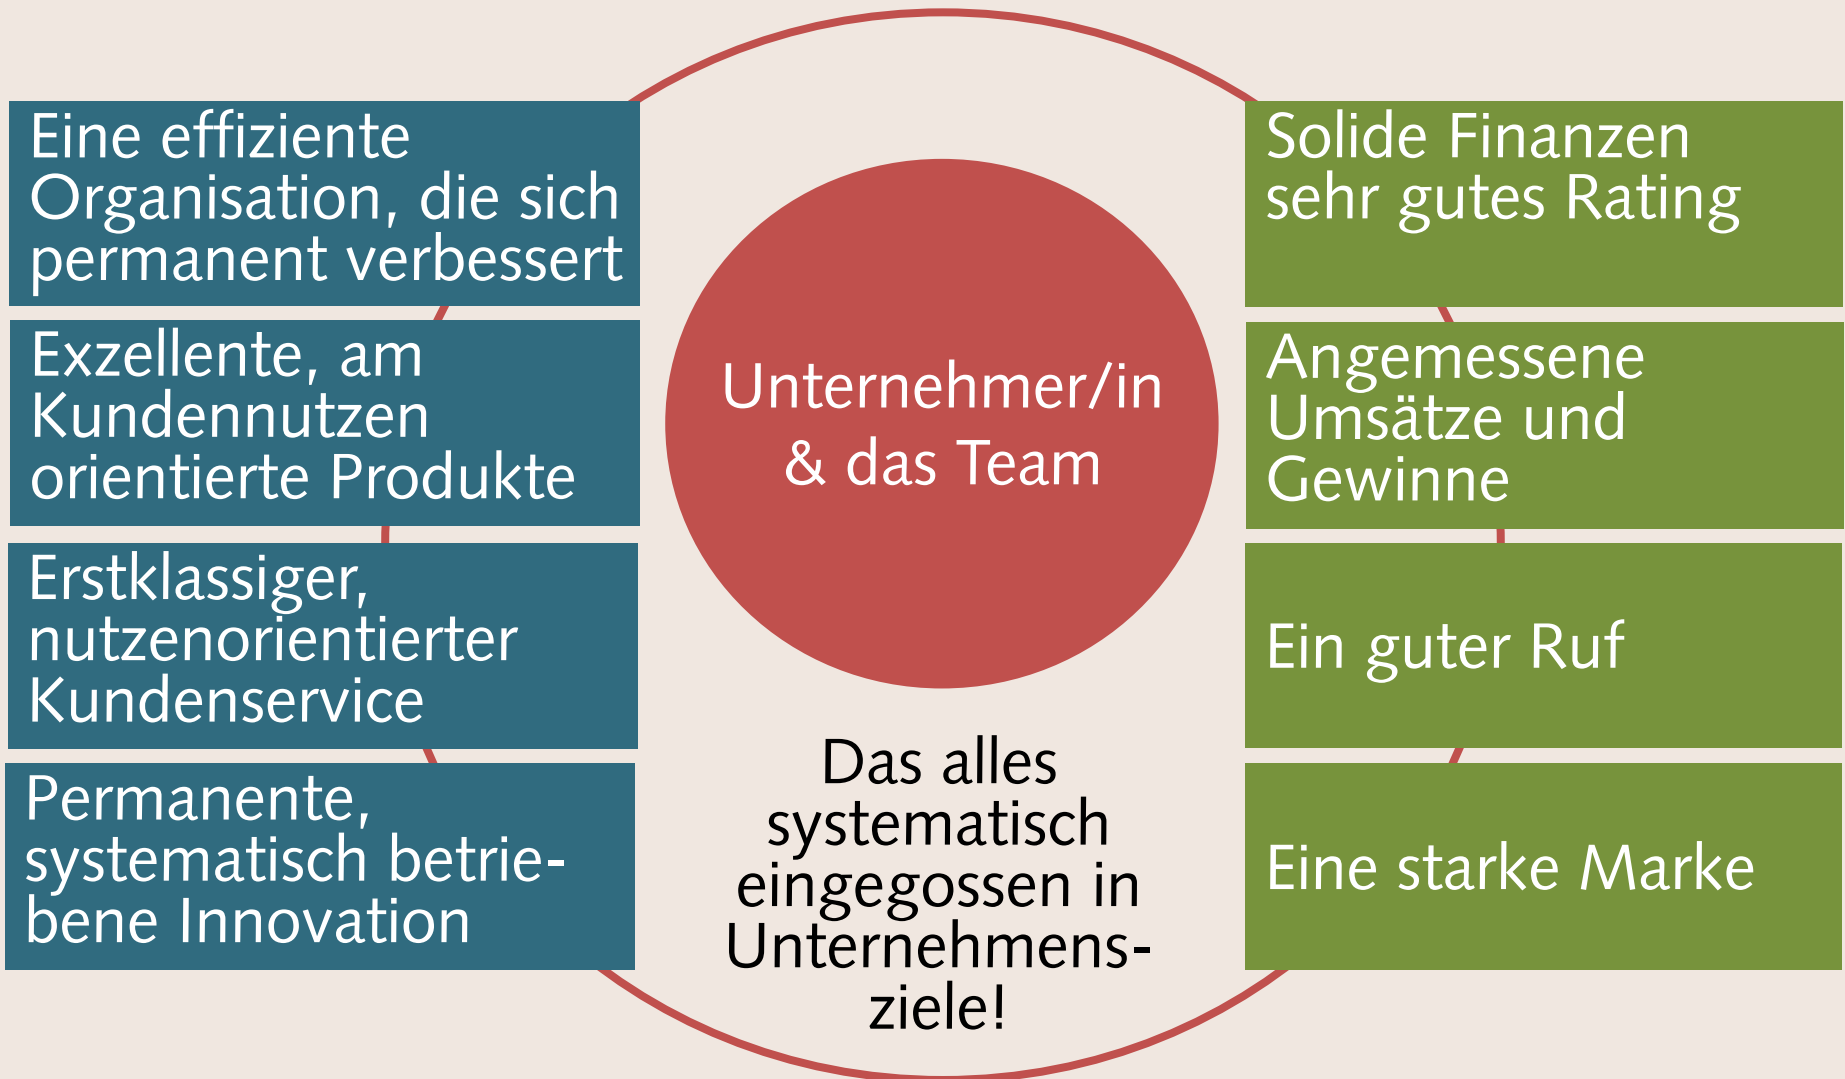 Eine effiziente
Organisation, die sich
permanent verbessert
Exzellente, am
Kundennutzen
orientierte Produkte
Erstklassiger,
nutzenorientierter
Kundenservice
Permanente,
systematisch betrie-
bene Innovation
Unternehmer/in
& das Team
Das alles
systematisch
eingegossen in
Unternehmens-
ziele!
Solide Finanzen
sehr gutes Rating
Angemessene
Umsätze und
Gewinne
Ein guter Ruf
Eine starke Marke